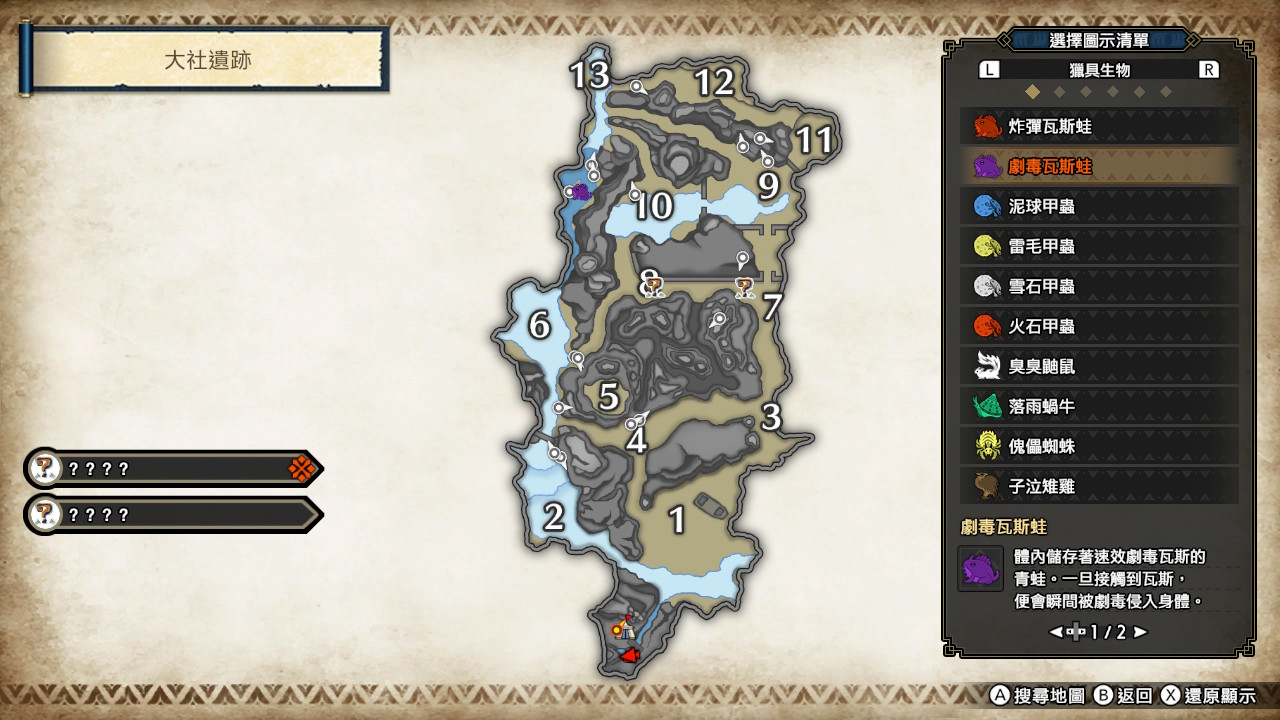 大社遺跡
13
12
11
9
10
8
7
6
5
3
4
2
1
？？？？
？？？？
選擇圖示清單
L 獵具生物 R
炸彈瓦斯蛙
劇毒瓦斯蛙
泥球甲蟲
雷毛甲蟲
雪石甲蟲
火石甲蟲
臭臭鼬鼠
落雨蝸牛
傀儡蜘蛛
子泣雉雞
劇毒瓦斯蛙
體內儲存著速效劇毒瓦斯的
青蛙。一旦接觸到瓦斯，
便會瞬間被劇毒侵入身體。
1/2
A 搜尋地圖 B 返回 X 還原顯示